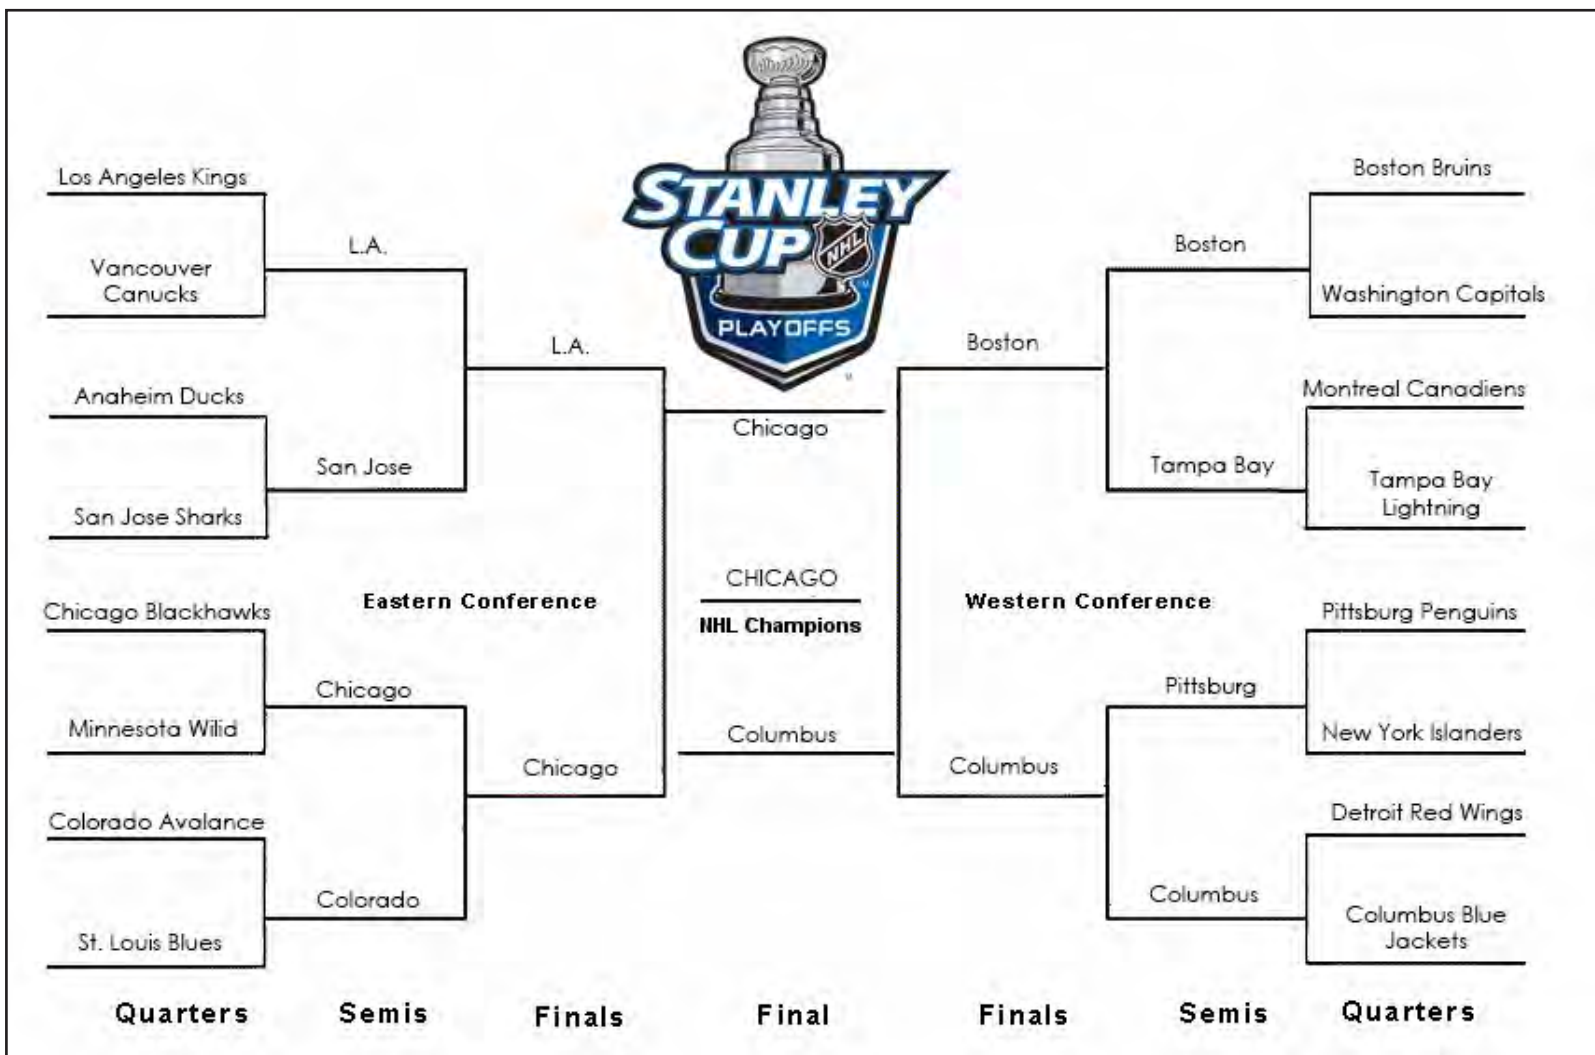 STANLEY
CUP
NHL
PLAYOFFS
Los Angeles Kings
Vancouver
Canucks
Anaheim Ducks
San Jose Sharks
Chicago Blackhawks
Minnesota Wilid
Colorado Avalance
St. Louis Blues
L.A.
San Jose
Chicago
Colorado
L.A.
Chicago
Eastern Conference
Chicago
CHICAGO
NHL Champions
Columbus
Western Conference
Boston
Columbus
Boston
Tampa Bay
Pittsburg
Columbus
Boston Bruins
Washington Capitals
Montreal Canadiens
Tampa Bay
Lightning
Pittsburg Penguins
New York Islanders
Detroit Red Wings
Columbus Blue
Jackets
Quarters Semis Finals Final Finals Semis Quarters